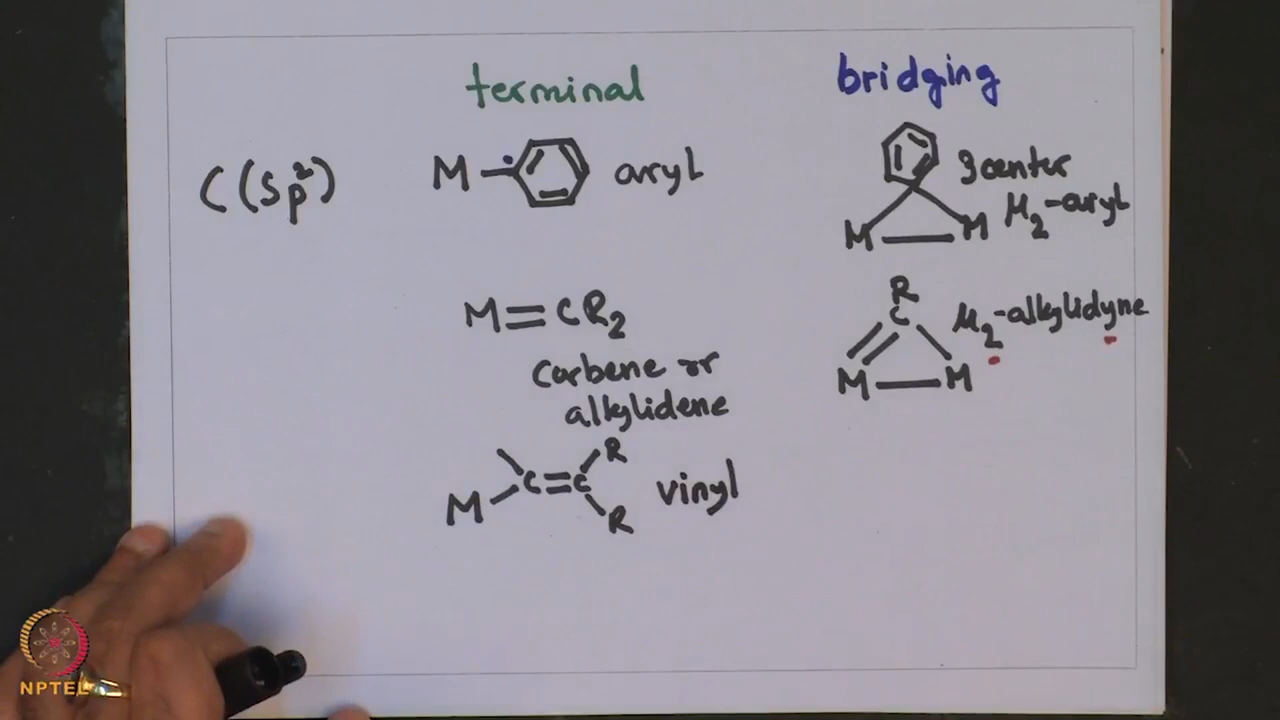 terminal
bridging
C(Sp²)
M
aryl
3center
μ₂-aryl
M M
M=CR₂
Carbene or
alkylidene
R
C
μ₂-alkylidyne
M M
M C=C R
R
vinyl
NPTEL